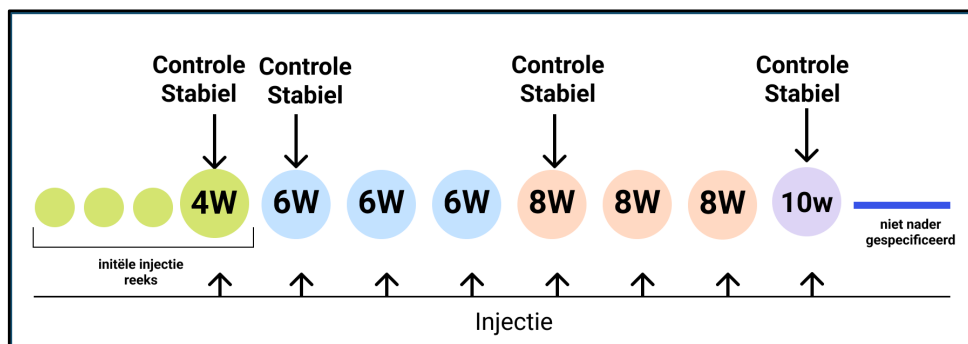 Controle
Stabiel
Controle
Stabiel
Controle
Stabiel
Controle
Stabiel
4W
6W
6W
6W
8W
8W
8W
10w
niet nader
gespecificeerd
initële injectie
reeks
Injectie